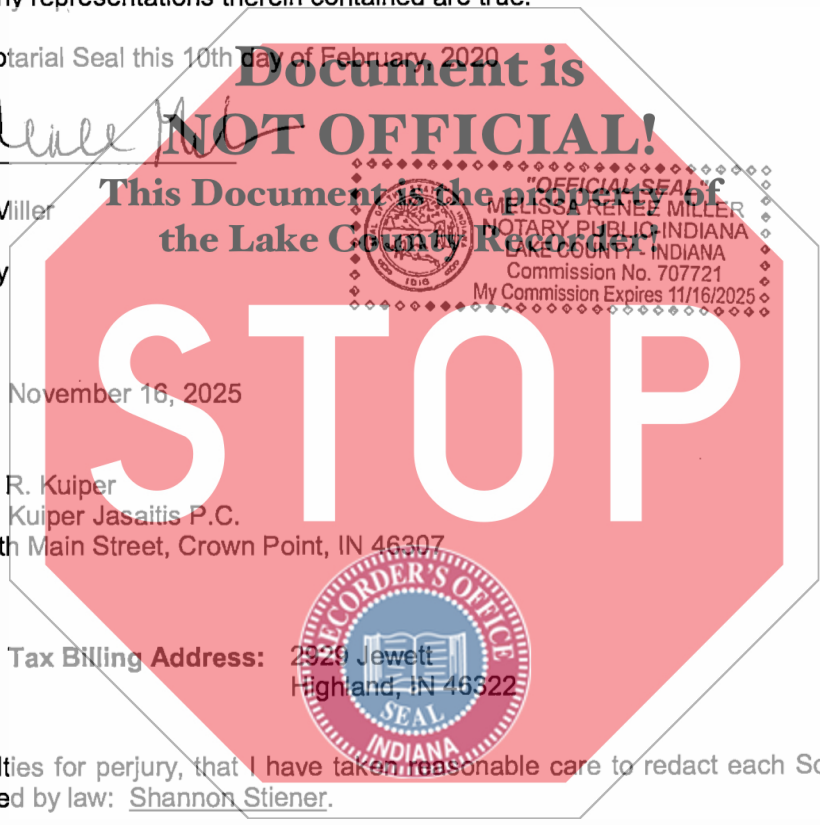 ny representations therein contained are true.
otarial Seal this 10th day of February, 2020
Document is
NOT OFFICIAL!
This Document is the property of
the Lake County Recorder!
Miller
"OFFICIAL SEAL"
MELISSA RENEE MILLER
NOTARY PUBLIC-INDIANA
LAKE COUNTY - INDIANA
Commission No. 707721
My Commission Expires 11/16/2025
1816
y
STOP
November 16, 2025
R. Kuiper
Kuiper Jasaitis P.C.
th Main Street, Crown Point, IN 46307
RECORDER'S OFFICE
SEAL
INDIANA
Tax Billing Address: 2929 Jewett
Highland, IN 46322
lties for perjury, that I have taken reasonable care to redact each So
ed by law: Shannon Stiener.